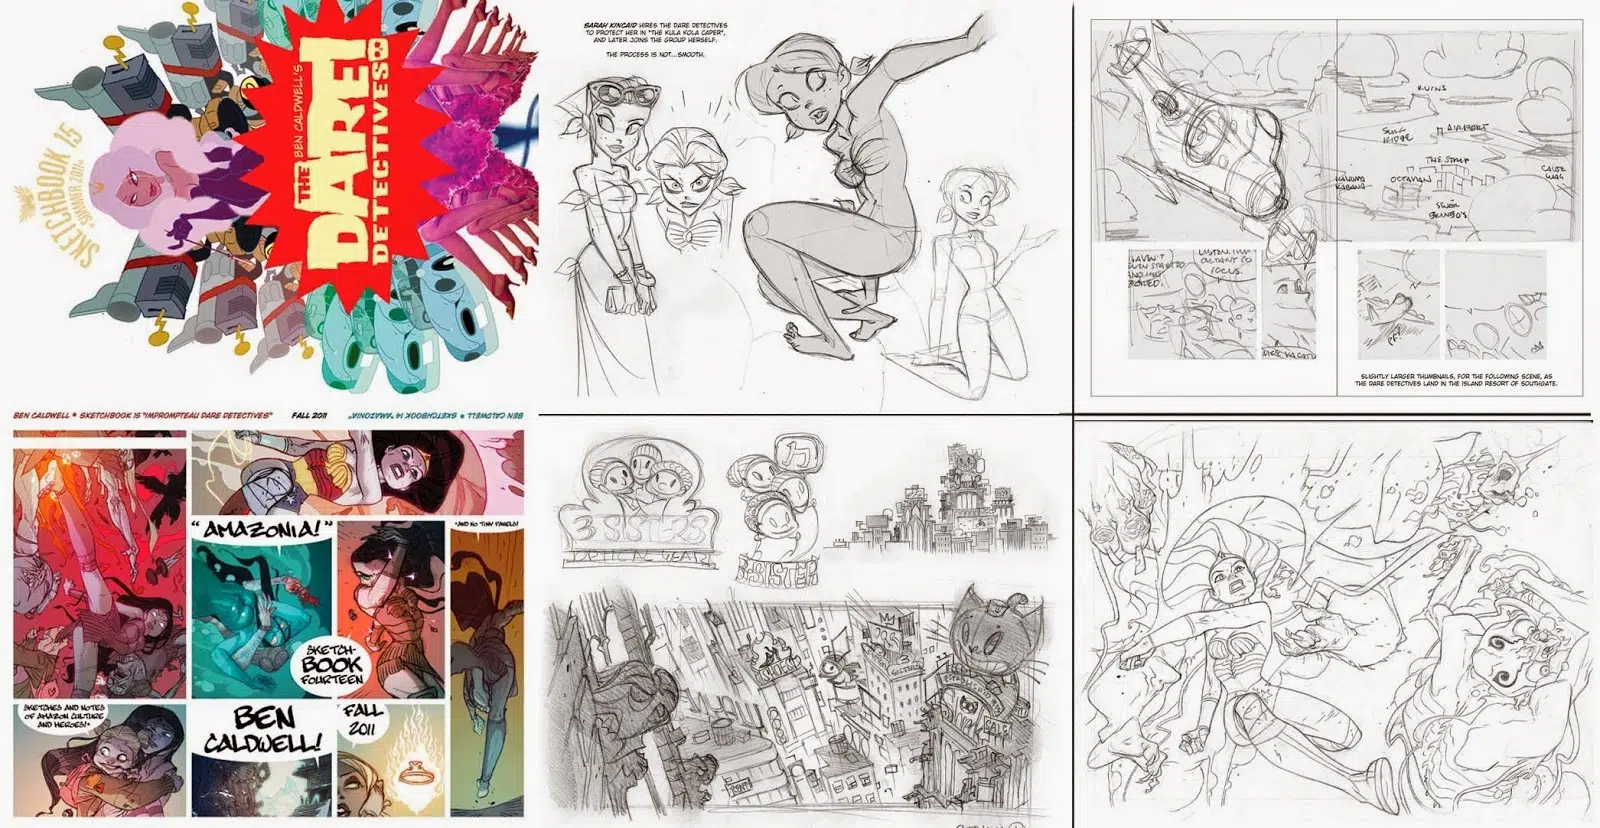 SKETCHBOOK 15
*SUMMER 2011*
THE BEN CALDWELL'S
DARE!
DETECTIVES
SARAH KINCAID HIRES THE DARE DETECTIVES
TO PROTECT HER IN "THE KULA KOLA CAPER",
AND LATER JOINS THE GROUP HERSELF.
THE PROCESS IS NOT...SMOOTH.
RUINS
AIRPORT
THE STRIP
OCTAVIAN
LISTEN, THE
FOCUS.
SLIGHTLY LARGER THUMBNAILS, FOR THE FOLLOWING SCENE, AS
THE DARE DETECTIVES LAND IN THE ISLAND RESORT OF SOUTHGATE.
BEN CALDWELL * SKETCHBOOK 15 "IMPROMPTEAU DARE DETECTIVES"
FALL 2011
BEN CALDWELL * SKETCHBOOK 14 "AMAZONIA"
"AMAZONIA!"
*AND NO TINY PANELS!
SKETCH-
BOOK
FOURTEEN
SKETCHES AND NOTES
OF AMAZON CULTURE
AND HEROES!*
BEN
CALDWELL!
FALL
2011
3 SISTERS
OPTICAL GEAR
3-SISTER
CALE